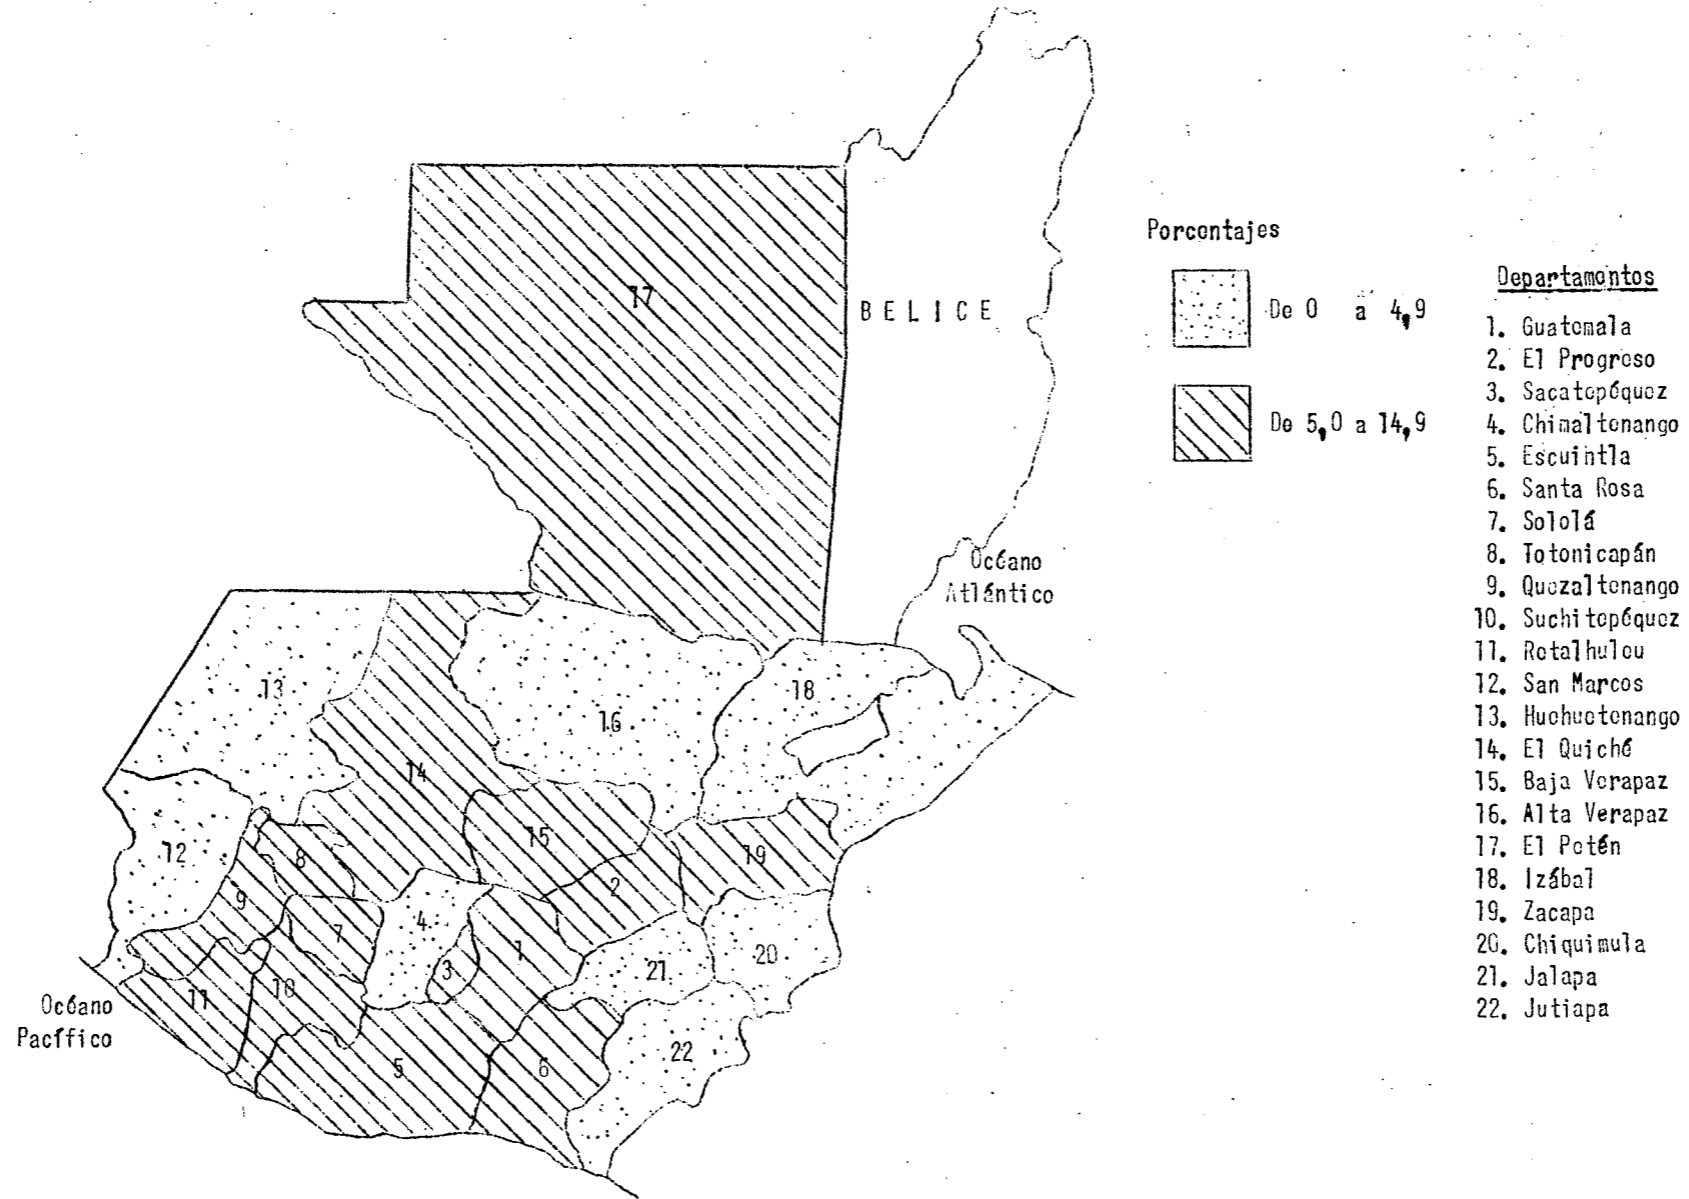 Porcentajes
De 0 a 4,9
De 5,0 a 14,9
Departamentos
1. Guatemala
2. El Progreso
3. Sacatepéquez
4. Chimaltenango
5. Escuintla
6. Santa Rosa
7. Sololá
8. Totonicapán
9. Quezaltenango
10. Suchitepéquez
11. Retalhuleu
12. San Marcos
13. Huehuetenango
14. El Quiché
15. Baja Verapaz
16. Alta Verapaz
17. El Petén
18. Izábal
19. Zacapa
20. Chiquimula
21. Jalapa
22. Jutiapa
17
BELICE
Océano
Atlántico
13
18
16
14
15
12
8
19
2
9
4
7
1
20
3
21
10
11
Océano
Pacífico
22
5
6